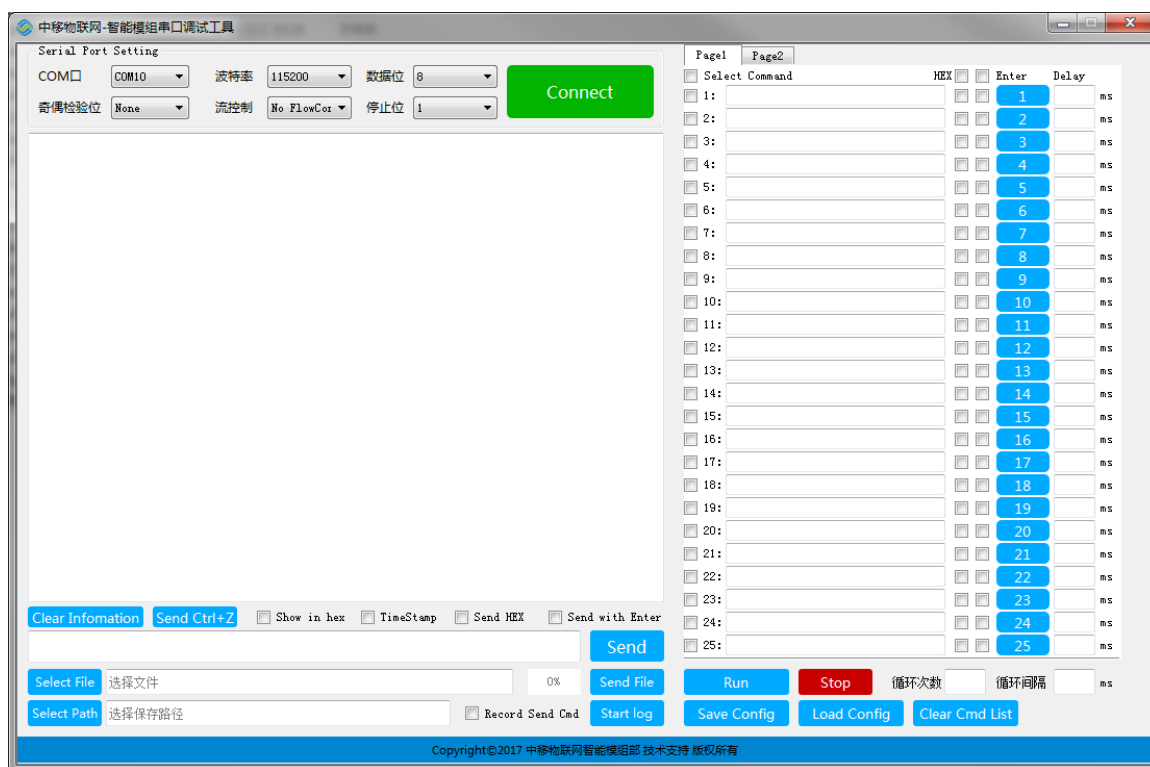 中移物联网-智能模组串口调试工具
Serial Port Setting
COM口 COM10 波特率 115200 数据位 8
Connect
奇偶检验位 None 流控制 No FlowCor 停止位 1
Page1 Page2
Select Command HEX Enter Delay
1: 1 ms
2: 2 ms
3: 3 ms
4: 4 ms
5: 5 ms
6: 6 ms
7: 7 ms
8: 8 ms
9: 9 ms
10: 10 ms
11: 11 ms
12: 12 ms
13: 13 ms
14: 14 ms
15: 15 ms
16: 16 ms
17: 17 ms
18: 18 ms
19: 19 ms
20: 20 ms
21: 21 ms
22: 22 ms
23: 23 ms
24: 24 ms
25: 25 ms
Clear Infomation Send Ctrl+Z Show in hex TimeStamp Send HEX Send with Enter
Send
Select File 选择文件 0% Send File
Select Path 选择保存路径 Record Send Cmd Start log
Run Stop 循环次数 循环间隔 ms
Save Config Load Config Clear Cmd List
Copyright©2017 中移物联网智能模组部 技术支持 版权所有